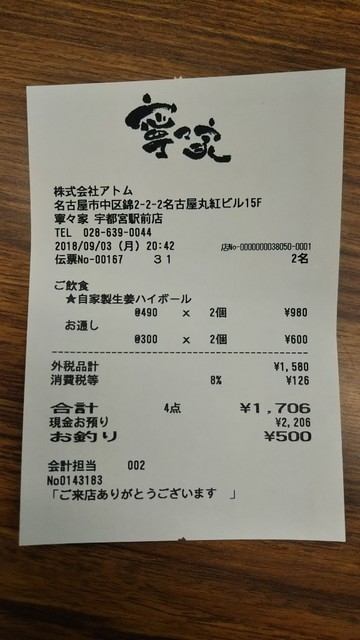 寧々家
株式会社アトム
名古屋市中区錦2-2-2名古屋丸紅ビル15F
寧々家 宇都宮駅前店
TEL 028-639-0044
2018/09/03 (月) 20:42 店No-0000000038050-0001
伝票No-00167 31 2名
ご飲食
★自家製生姜ハイボール
@490 × 2個 ¥980
お通し
@300 × 2個 ¥600
外税品計 ¥1,580
消費税等 8% ¥126
合計 4点 ¥1,706
現金お預り ¥2,206
お釣り ¥500
会計担当 002
No0143183
「ご来店ありがとうございます 」